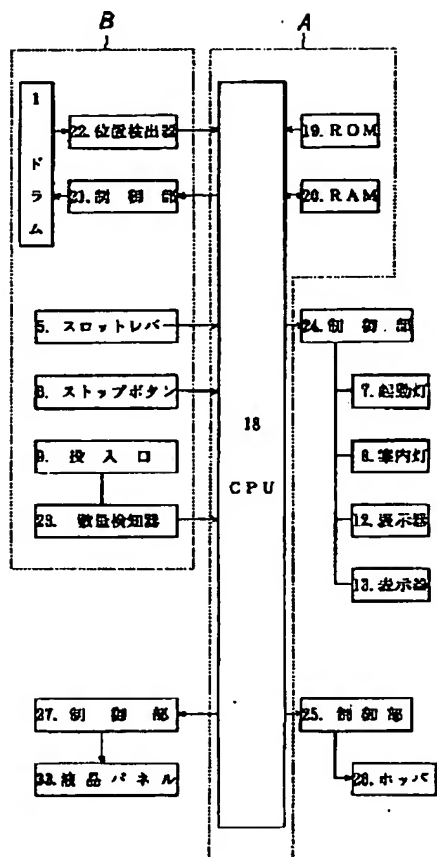 B
A
1
ドラム
22.位置検出器
21.制御部
5.スロットレバー
6.ストップボタン
9.投入口
23.数量検知器
27.制御部
液晶パネル
18
CPU
19.ROM
20.RAM
24.制御部
7.起動灯
8.案内灯
12.表示器
13.表示器
25.制御部
26.ホッパ